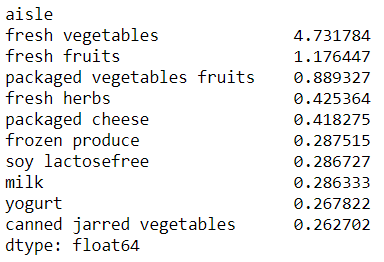 aisle
fresh vegetables 4.731784
fresh fruits 1.176447
packaged vegetables fruits 0.889327
fresh herbs 0.425364
packaged cheese 0.418275
frozen produce 0.287515
soy lactosefree 0.286727
milk 0.286333
yogurt 0.267822
canned jarred vegetables 0.262702
dtype: float64